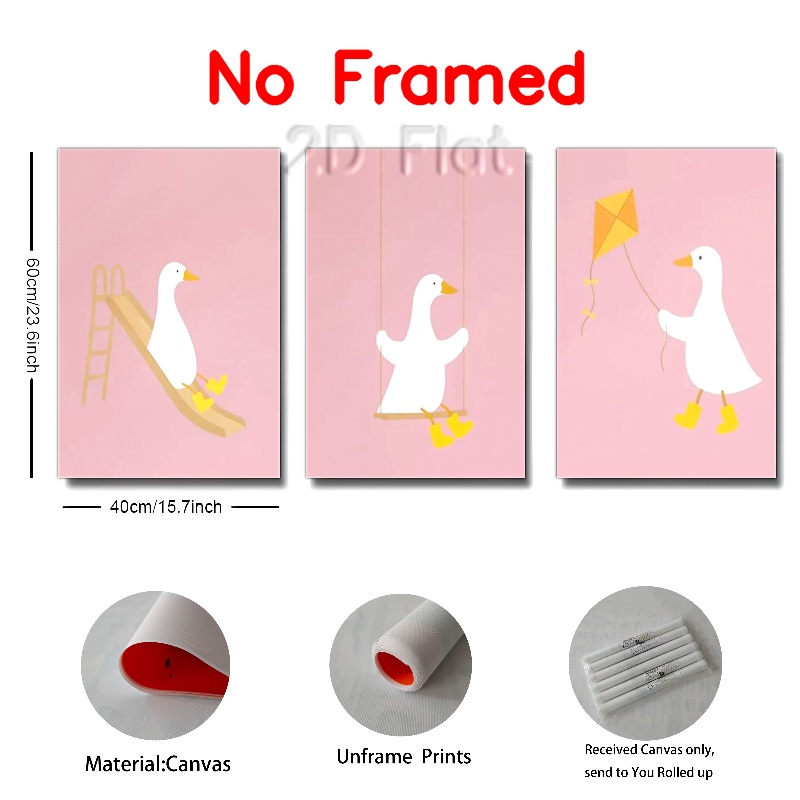 No Framed
2D Flat
60cm/23.6inch
40cm/15.7inch
Material:Canvas
Unframe Prints
Received Canvas only,
send to You Rolled up